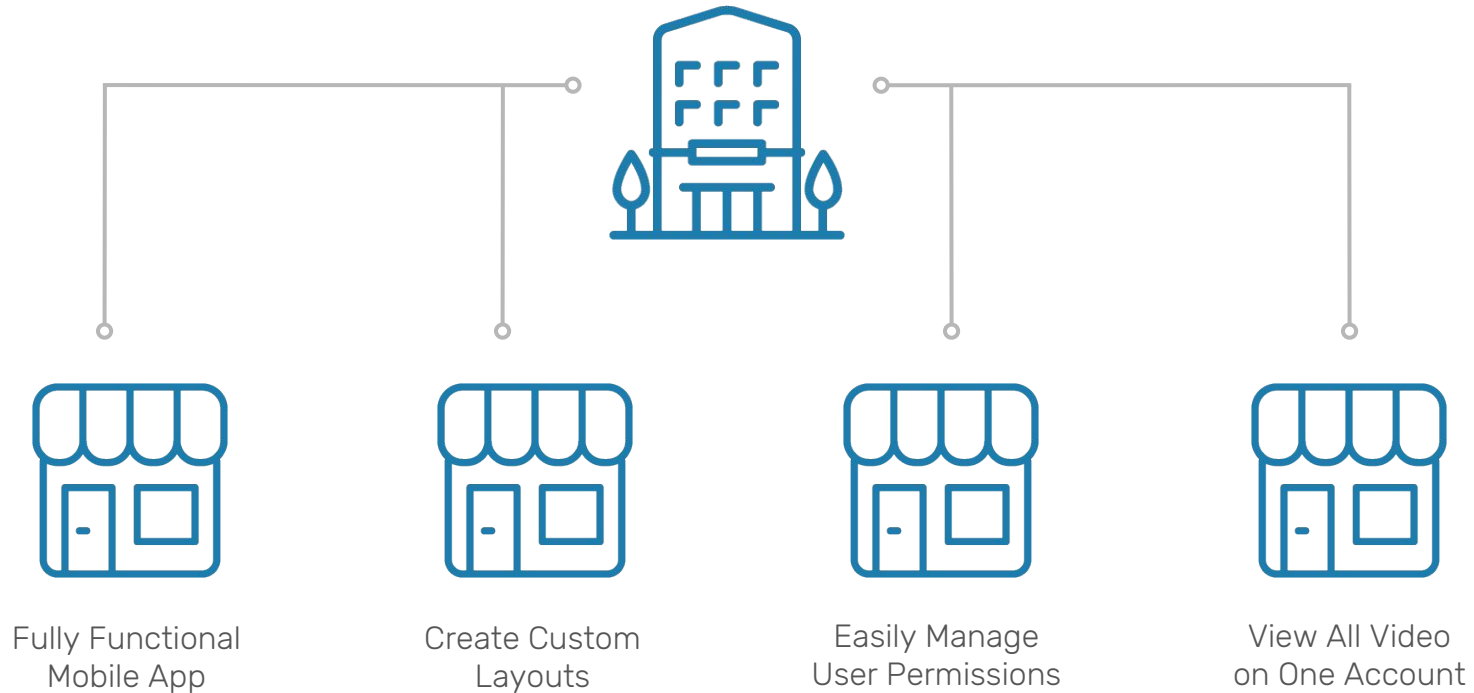 Fully Functional
Mobile App
Create Custom
Layouts
Easily Manage
User Permissions
View All Video
on One Account